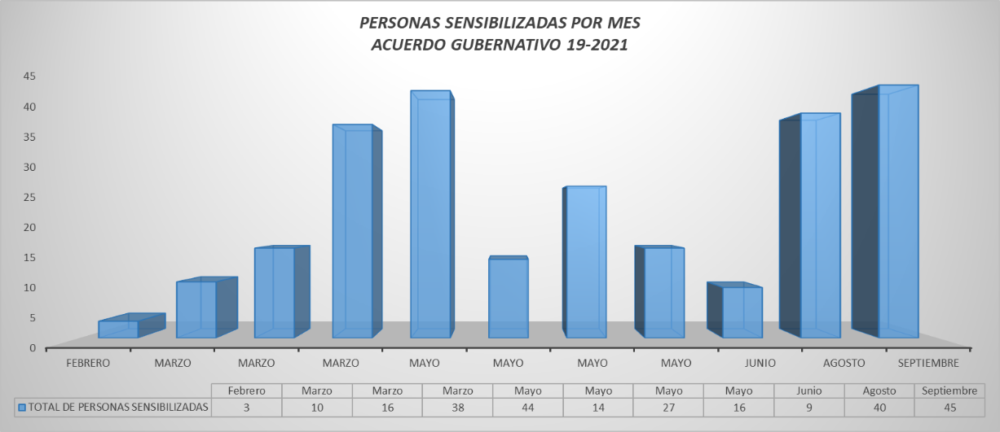 PERSONAS SENSIBILIZADAS POR MES
ACUERDO GUBERNATIVO 19-2021
45
40
35
30
25
20
15
10
5
0
FEBRERO MARZO MARZO MARZO MAYO MAYO MAYO MAYO JUNIO AGOSTO SEPTIEMBRE
Febrero Marzo Marzo Marzo Mayo Mayo Mayo Mayo Junio Agosto Septiembre
TOTAL DE PERSONAS SENSIBILIZADAS 3 10 16 38 44 14 27 16 9 40 45